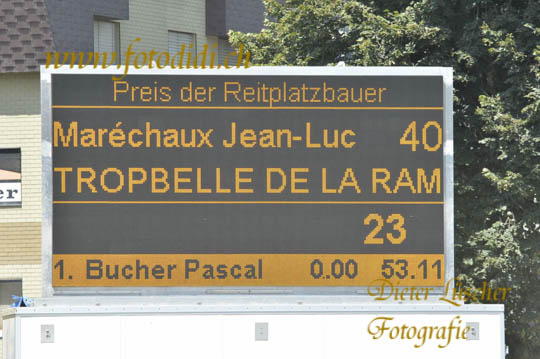 www.fotodidi.ch
Preis der Reitplatzbauer
Maréchaux Jean-Luc 40
TROPBELLE DE LA RAM
23
1. Bucher Pascal 0.00 53.11
er
Dieter Lüscher
Fotografie